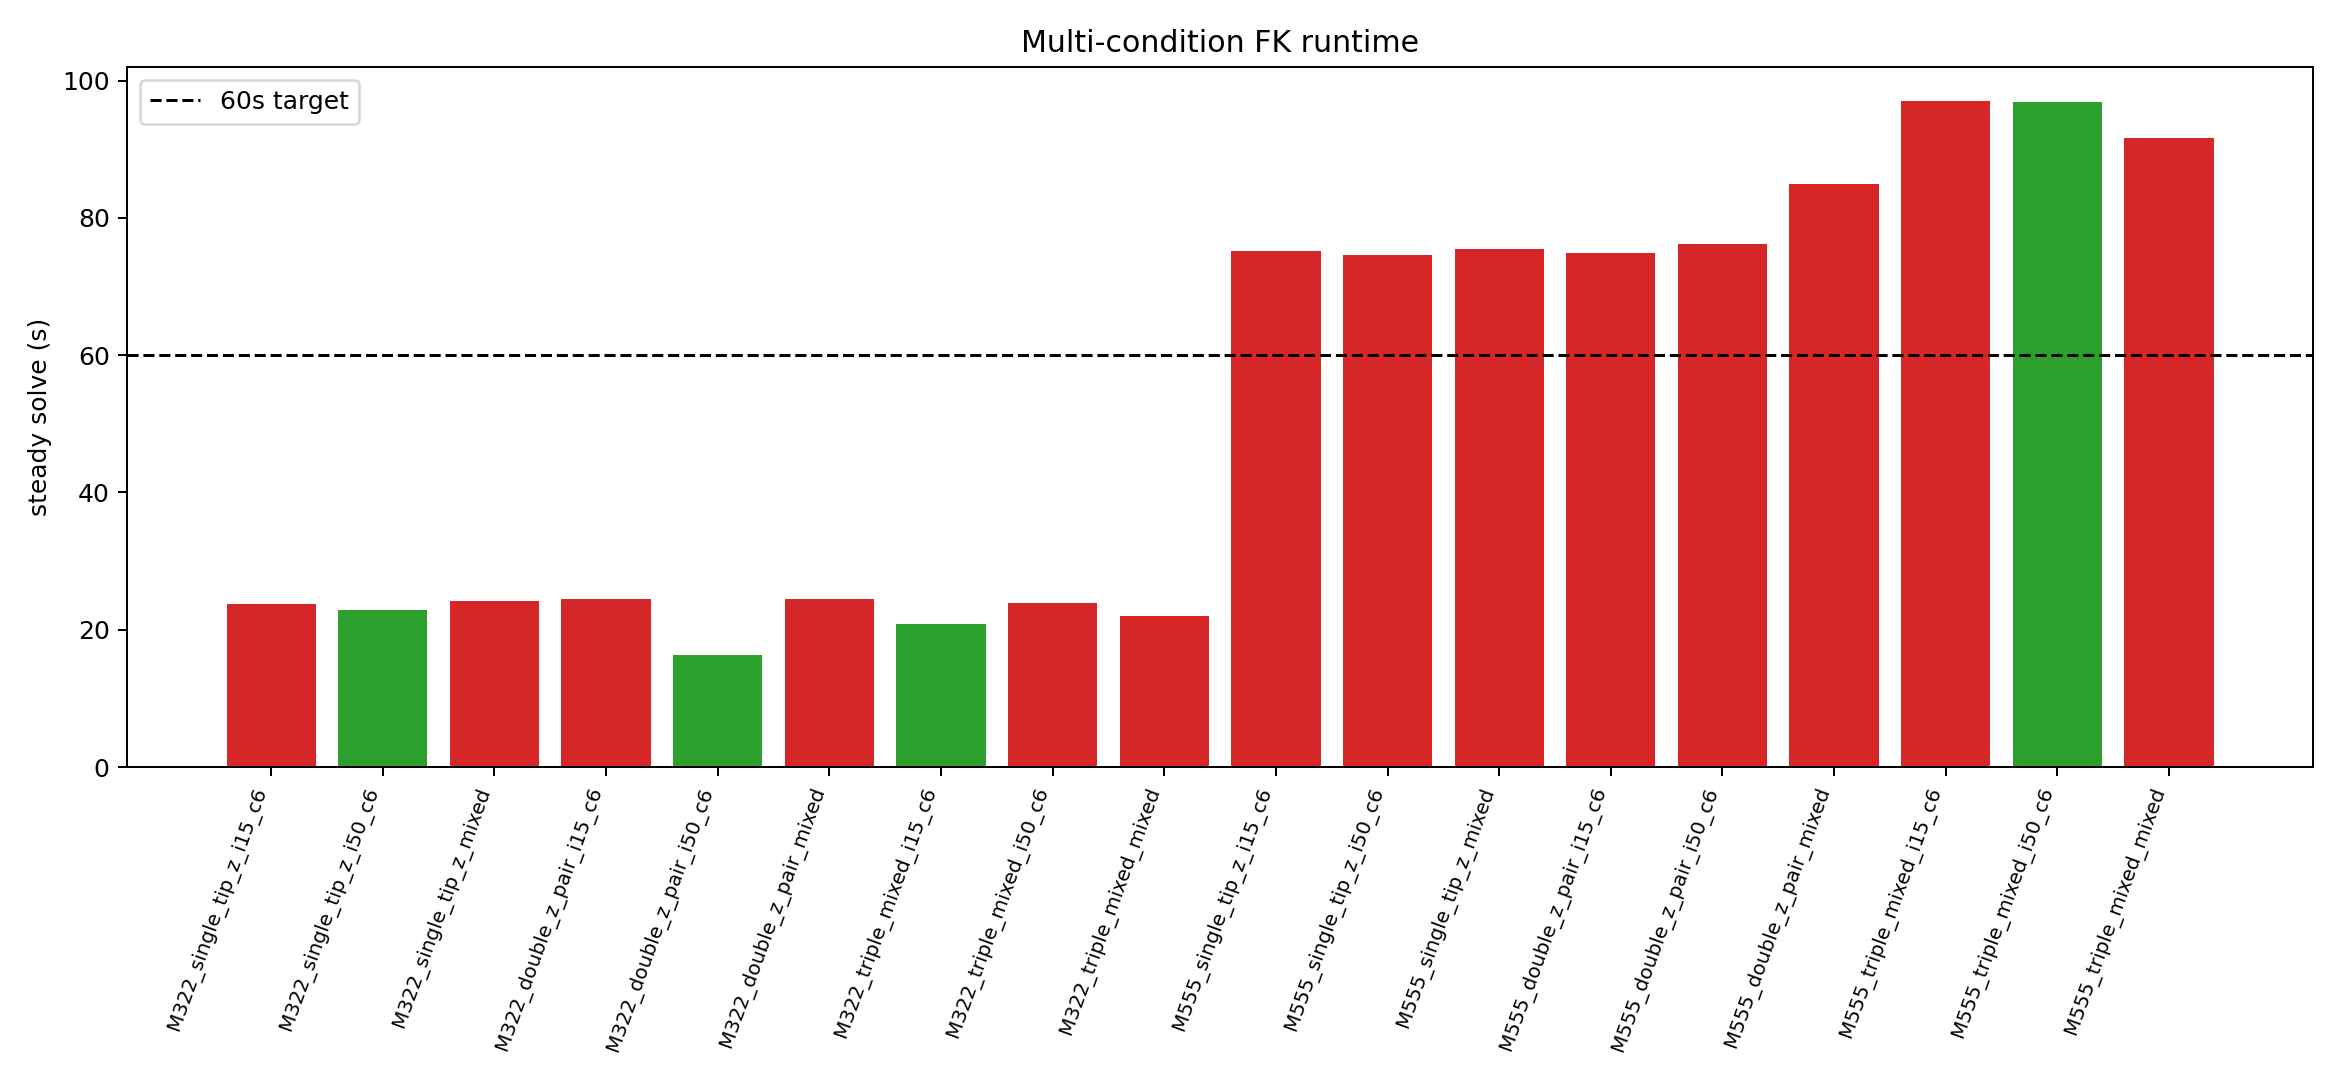 Multi-condition FK runtime
60s target
steady solve (s)
100
80
60
40
20
0
M322_single_tip_z_i15_c6
M322_single_tip_z_i50_c6
M322_single_tip_z_mixed
M322_double_z_pair_i15_c6
M322_double_z_pair_i50_c6
M322_double_z_pair_mixed
M322_triple_mixed_i15_c6
M322_triple_mixed_i50_c6
M322_triple_mixed_mixed
M555_single_tip_z_i15_c6
M555_single_tip_z_i50_c6
M555_single_tip_z_mixed
M555_double_z_pair_i15_c6
M555_double_z_pair_i50_c6
M555_double_z_pair_mixed
M555_triple_mixed_i15_c6
M555_triple_mixed_i50_c6
M555_triple_mixed_mixed